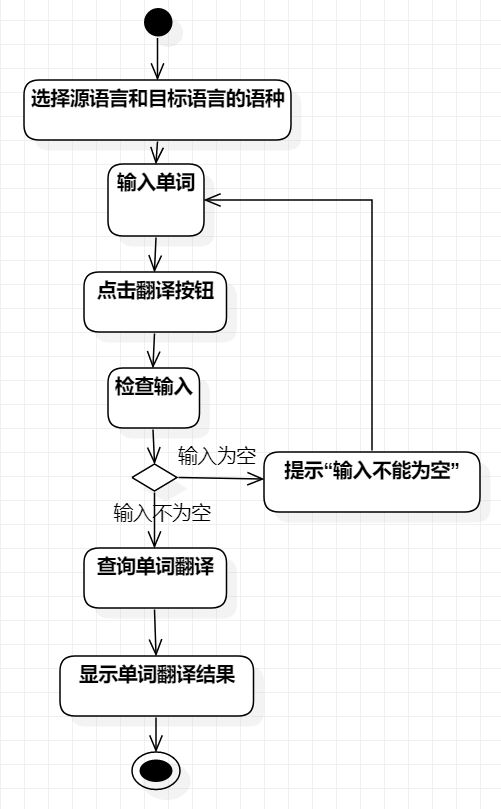 选择源语言和目标语言的语种
输入单词
点击翻译按钮
检查输入
输入为空
提示“输入不能为空”
输入不为空
查询单词翻译
显示单词翻译结果